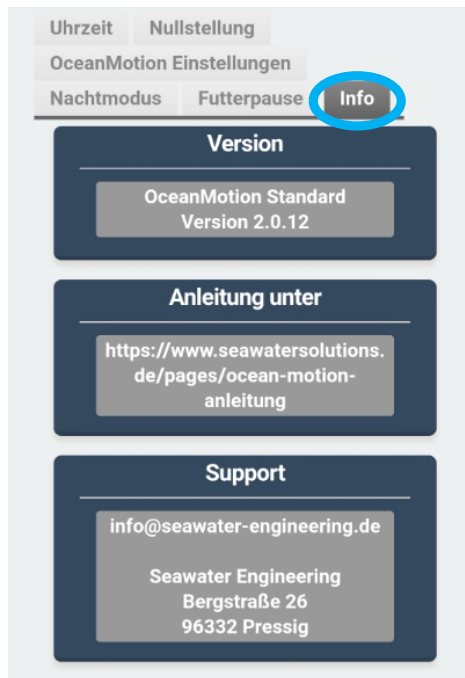 Uhrzeit Nullstellung
OceanMotion Einstellungen
Nachtmodus Futterpause Info
Version
OceanMotion Standard
Version 2.0.12
Anleitung unter
https://www.seawatersolutions.
de/pages/ocean-motion-
anleitung
Support
info@seawater-engineering.de
Seawater Engineering
Bergstraße 26
96332 Pressig